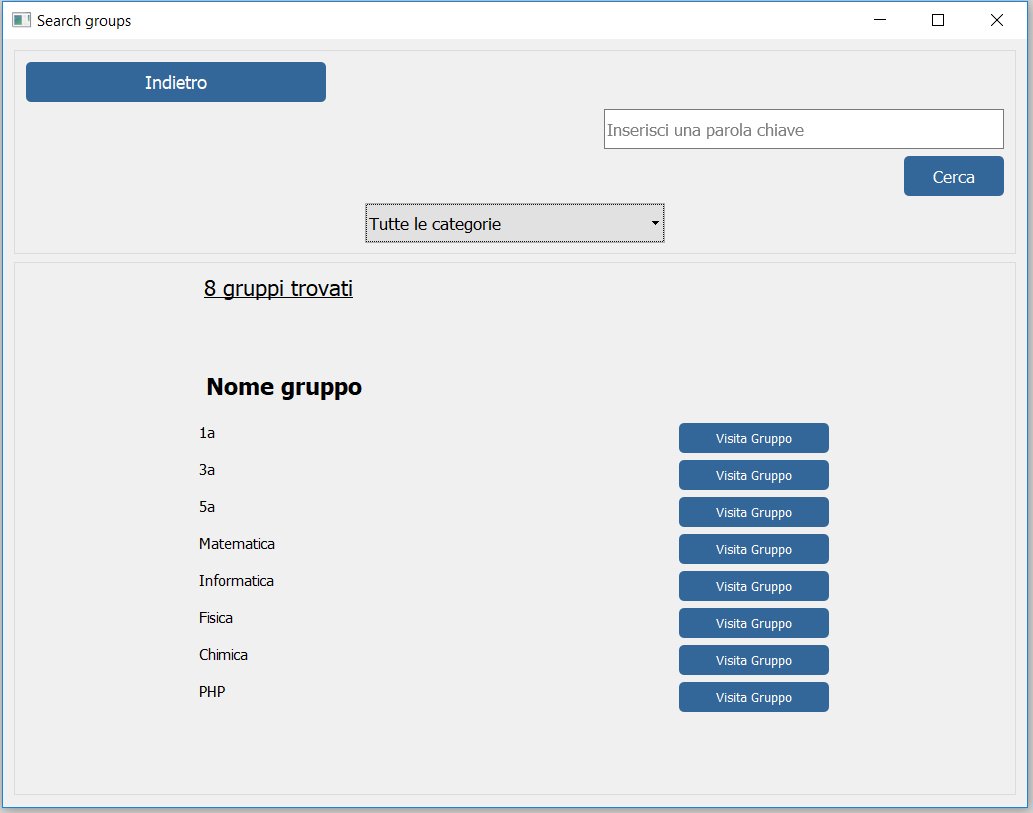 Search groups
Indietro
Inserisci una parola chiave
Cerca
Tutte le categorie
8 gruppi trovati
Nome gruppo
1a Visita Gruppo
3a Visita Gruppo
5a Visita Gruppo
Matematica Visita Gruppo
Informatica Visita Gruppo
Fisica Visita Gruppo
Chimica Visita Gruppo
PHP Visita Gruppo